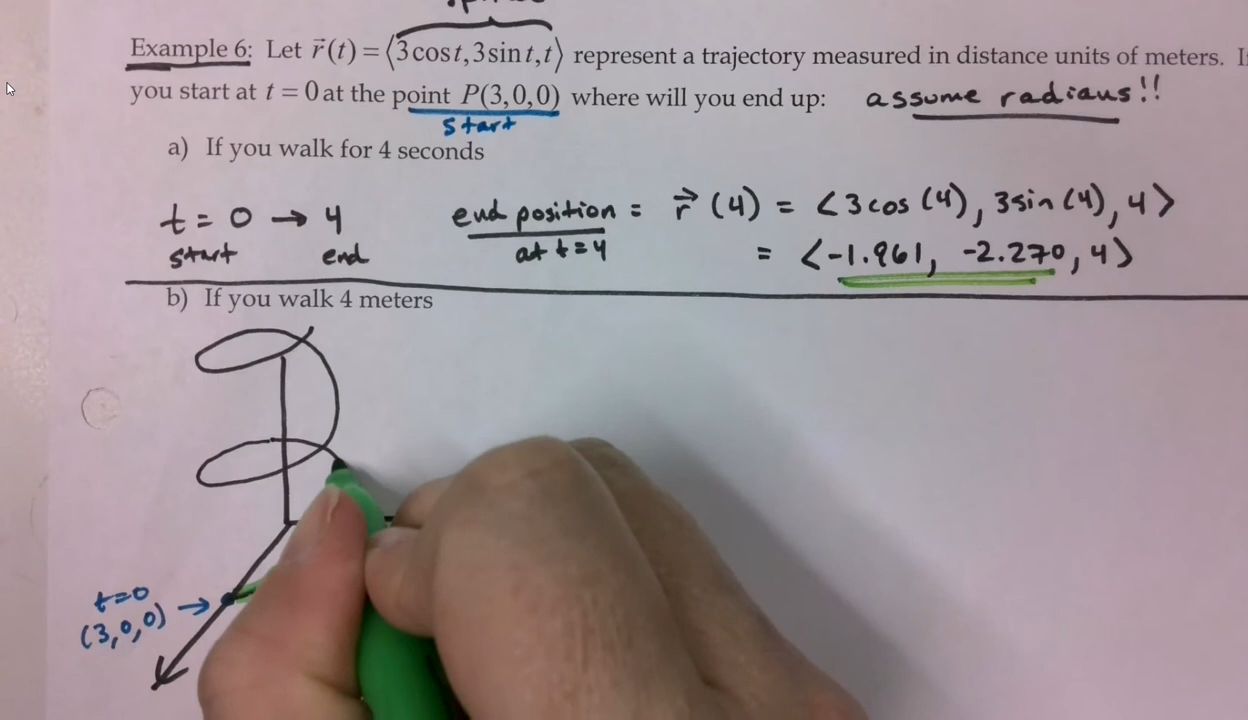 Example 6: Let r⃗(t) = ⟨3cost, 3sint, t⟩ represent a trajectory measured in distance units of meters.
you start at t = 0 at the point P(3,0,0) where will you end up: assume radians!!
start
a) If you walk for 4 seconds
t = 0 → 4 end position = r⃗(4) = <3cos(4), 3sin(4), 4>
start end at t=4 = <-1.961, -2.270, 4>
b) If you walk 4 meters
t=0
(3,0,0) →